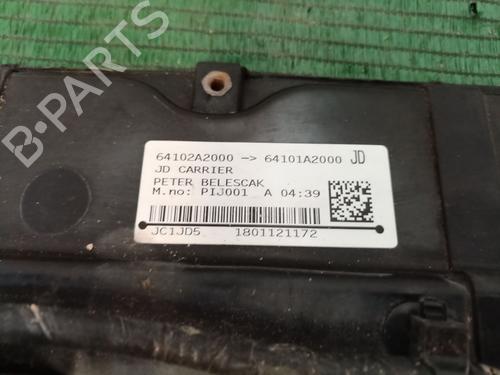 64102A2000 -> 64101A2000 JD
JD CARRIER
PETER BELESCAK
M.no: PIJ001 A 04:39
JC1JD5 1801121172
B-PARTS